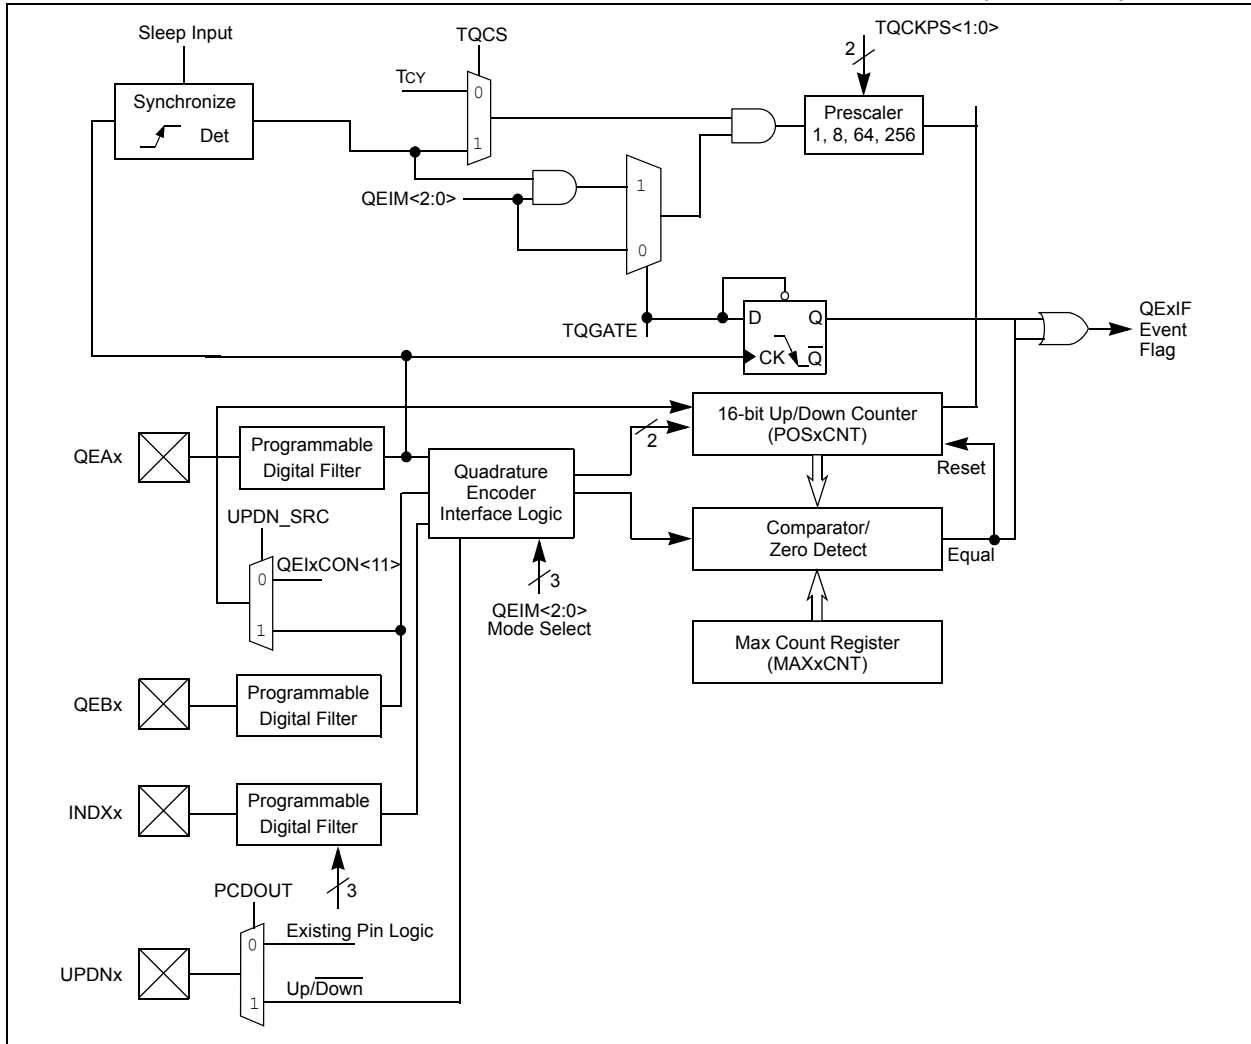 Sleep Input
TQCS
TQCKPS<1:0>
2
TCY
0
1
Synchronize
Det
Prescaler
1, 8, 64, 256
QEIM<2:0>
1
0
TQGATE
D
Q
CK
Q
QExIF
Event
Flag
16-bit Up/Down Counter
(POSxCNT)
2
Reset
QEAx
Programmable
Digital Filter
Quadrature
Encoder
Interface Logic
Comparator/
Zero Detect
Equal
UPDN_SRC
QEIxCON<11>
0
1
3
QEIM<2:0>
Mode Select
Max Count Register
(MAXxCNT)
QEBx
Programmable
Digital Filter
INDXx
Programmable
Digital Filter
3
PCDOUT
Existing Pin Logic
0
UPDNx
Up/Down
1